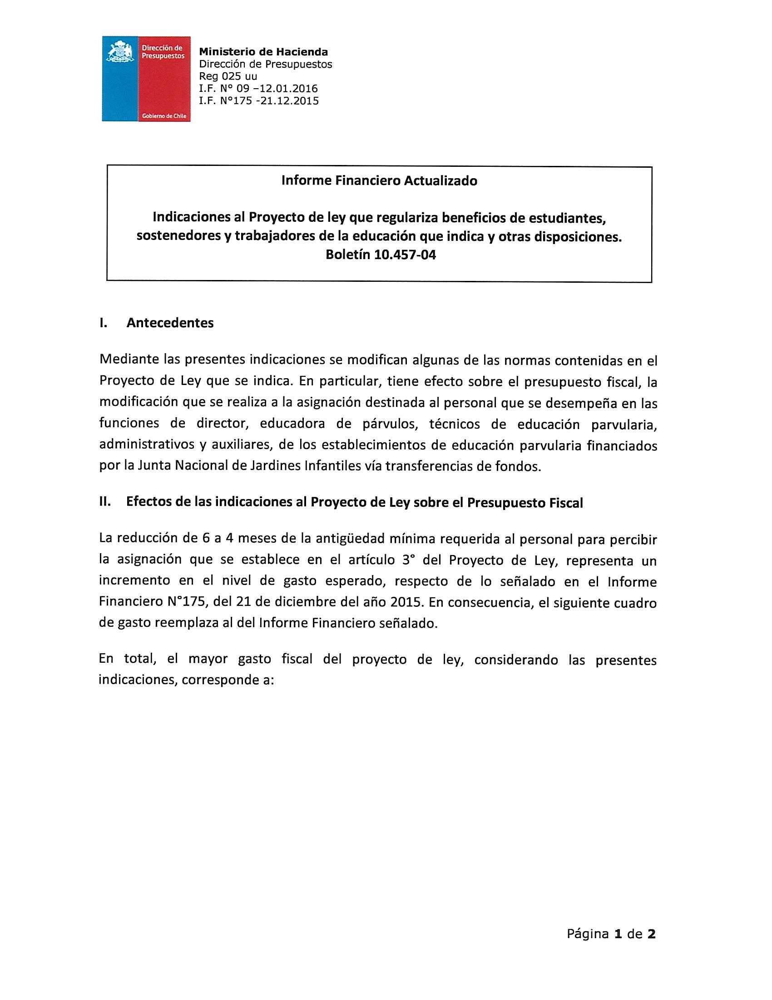 Dirección de
Presupuestos
Gobierno de Chile
Ministerio de Hacienda
Dirección de Presupuestos
Reg 025 uu
I.F. N° 09 –12.01.2016
I.F. N°175 -21.12.2015
Informe Financiero Actualizado
Indicaciones al Proyecto de ley que regulariza beneficios de estudiantes,
sostenedores y trabajadores de la educación que indica y otras disposiciones.
Boletín 10.457-04
I. Antecedentes
Mediante las presentes indicaciones se modifican algunas de las normas contenidas en el
Proyecto de Ley que se indica. En particular, tiene efecto sobre el presupuesto fiscal, la
modificación que se realiza a la asignación destinada al personal que se desempeña en las
funciones de director, educadora de párvulos, técnicos de educación parvularia,
administrativos y auxiliares, de los establecimientos de educación parvularia financiados
por la Junta Nacional de Jardines Infantiles vía transferencias de fondos.
II. Efectos de las indicaciones al Proyecto de Ley sobre el Presupuesto Fiscal
La reducción de 6 a 4 meses de la antigüedad mínima requerida al personal para percibir
la asignación que se establece en el artículo 3° del Proyecto de Ley, representa un
incremento en el nivel de gasto esperado, respecto de lo señalado en el Informe
Financiero N°175, del 21 de diciembre del año 2015. En consecuencia, el siguiente cuadro
de gasto reemplaza al del Informe Financiero señalado.
En total, el mayor gasto fiscal del proyecto de ley, considerando las presentes
indicaciones, corresponde a:
Página 1 de 2